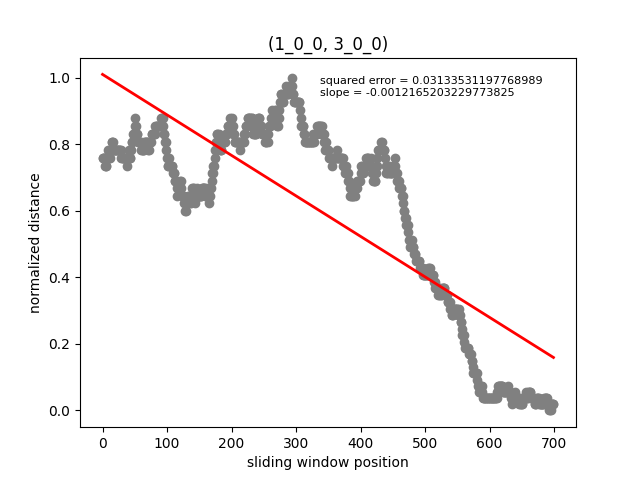 (1_0_0, 3_0_0)
squared error = 0.03133531197768989
slope = -0.0012165203229773825
1.0
0.8
0.6
0.4
0.2
0.0
normalized distance
0 100 200 300 400 500 600 700
sliding window position